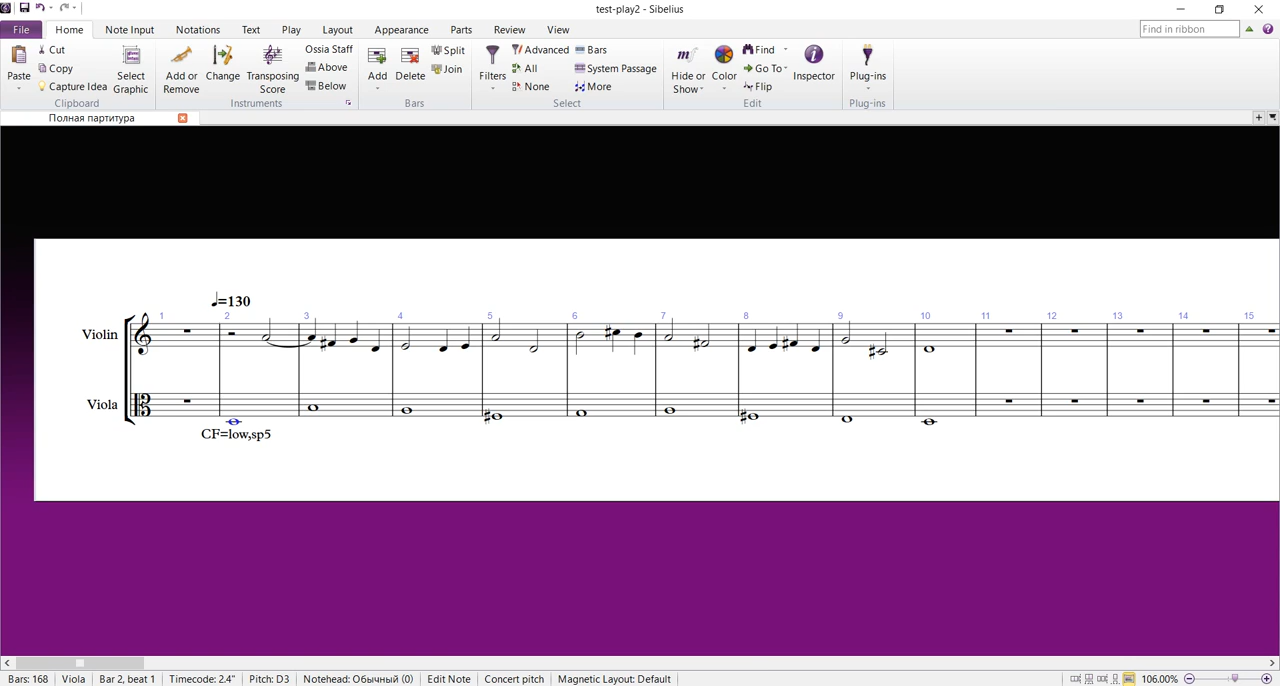 test-play2 - Sibelius
File Home Note Input Notations Text Play Layout Appearance Parts Review View Find in ribbon
Paste Cut Copy Capture Idea Select Graphic Clipboard
Add or Remove Change Transposing Score Ossia Staff Above Below Instruments
Add Delete Split Join Bars
Filters Advanced All None Bars System Passage More Select
Hide or Show Color Find Go To Flip Inspector Edit
Plug-ins Plug-ins
Полная партитура
=130
1 2 3 4 5 6 7 8 9 10 11 12 13 14 15
Violin
Viola
CF=low,sp5
Bars: 168 Viola Bar 2, beat 1 Timecode: 2.4" Pitch: D3 Notehead: Обычный (0) Edit Note Concert pitch Magnetic Layout: Default 106.00%